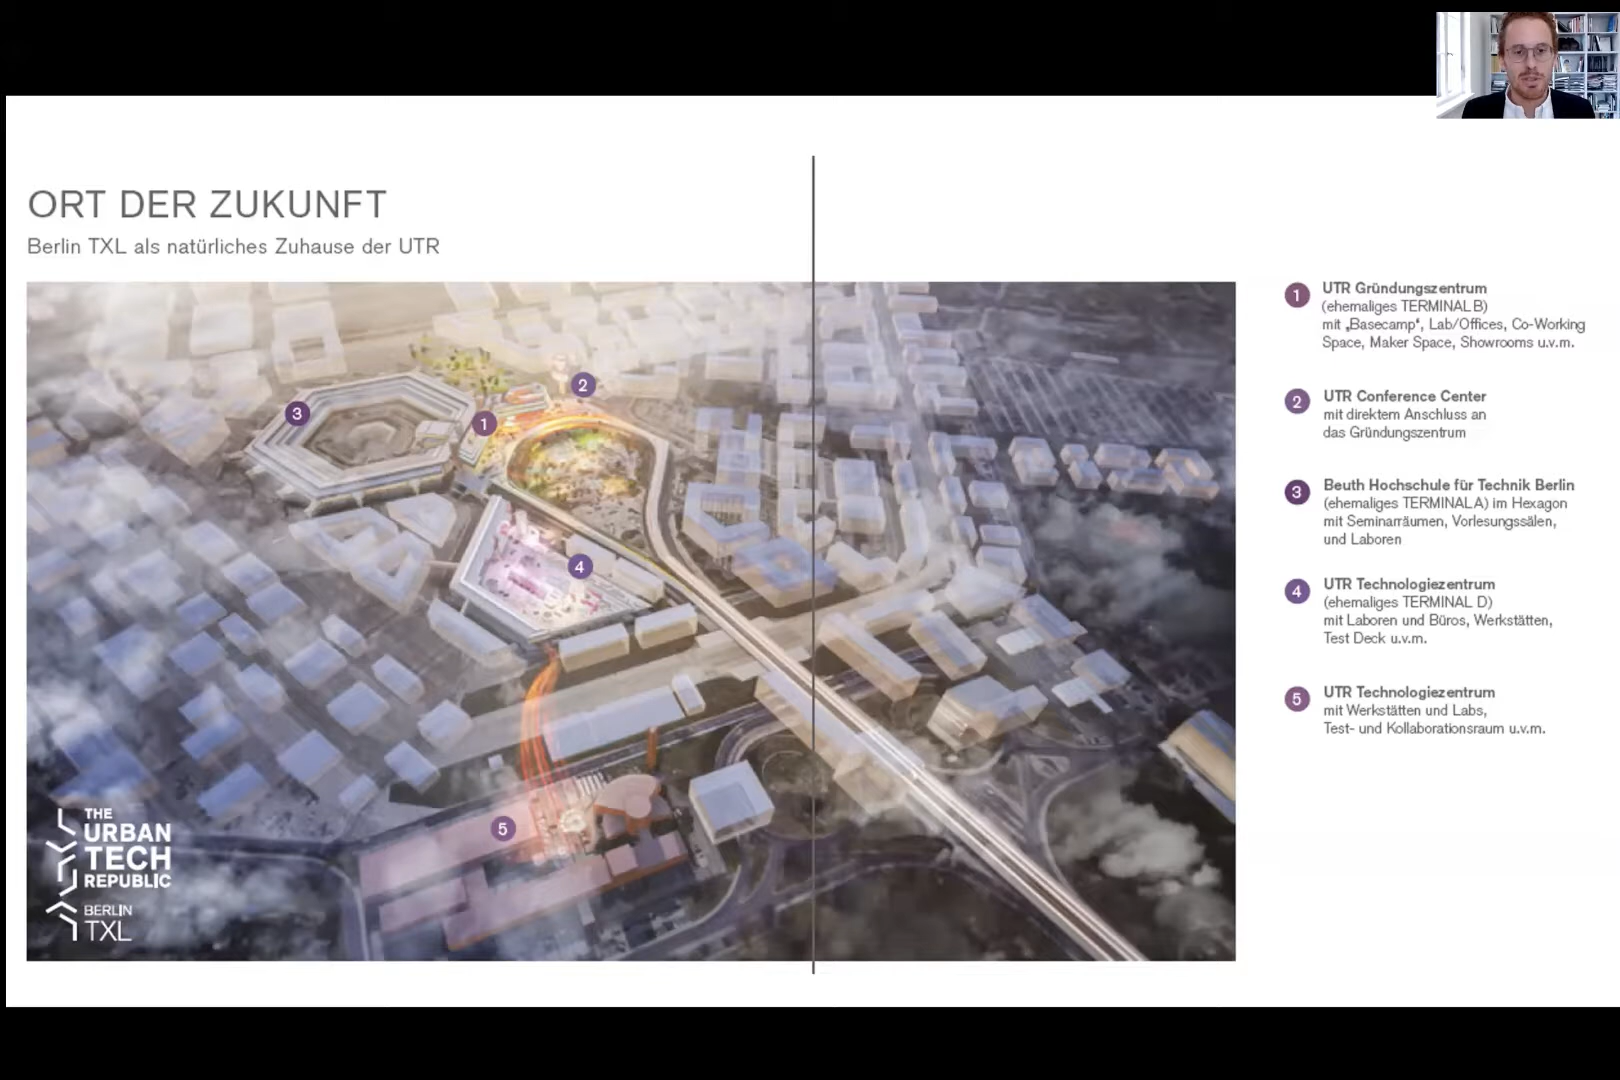 ORT DER ZUKUNFT
Berlin TXL als natürliches Zuhause der UTR
3
1
2
4
5
THE
URBAN
TECH
REPUBLIC
BERLIN
TXL
1 UTR Gründungszentrum
(ehemaliges TERMINAL B)
mit „Basecamp“, Lab/Offices, Co-Working
Space, Maker Space, Showrooms u.v.m.
2 UTR Conference Center
mit direktem Anschluss an
das Gründungszentrum
3 Beuth Hochschule für Technik Berlin
(ehemaliges TERMINAL A) im Hexagon
mit Seminarräumen, Vorlesungssälen,
und Laboren
4 UTR Technologiezentrum
(ehemaliges TERMINAL D)
mit Laboren und Büros, Werkstätten,
Test Deck u.v.m.
5 UTR Technologiezentrum
mit Werkstätten und Labs,
Test- und Kollaborationsraum u.v.m.